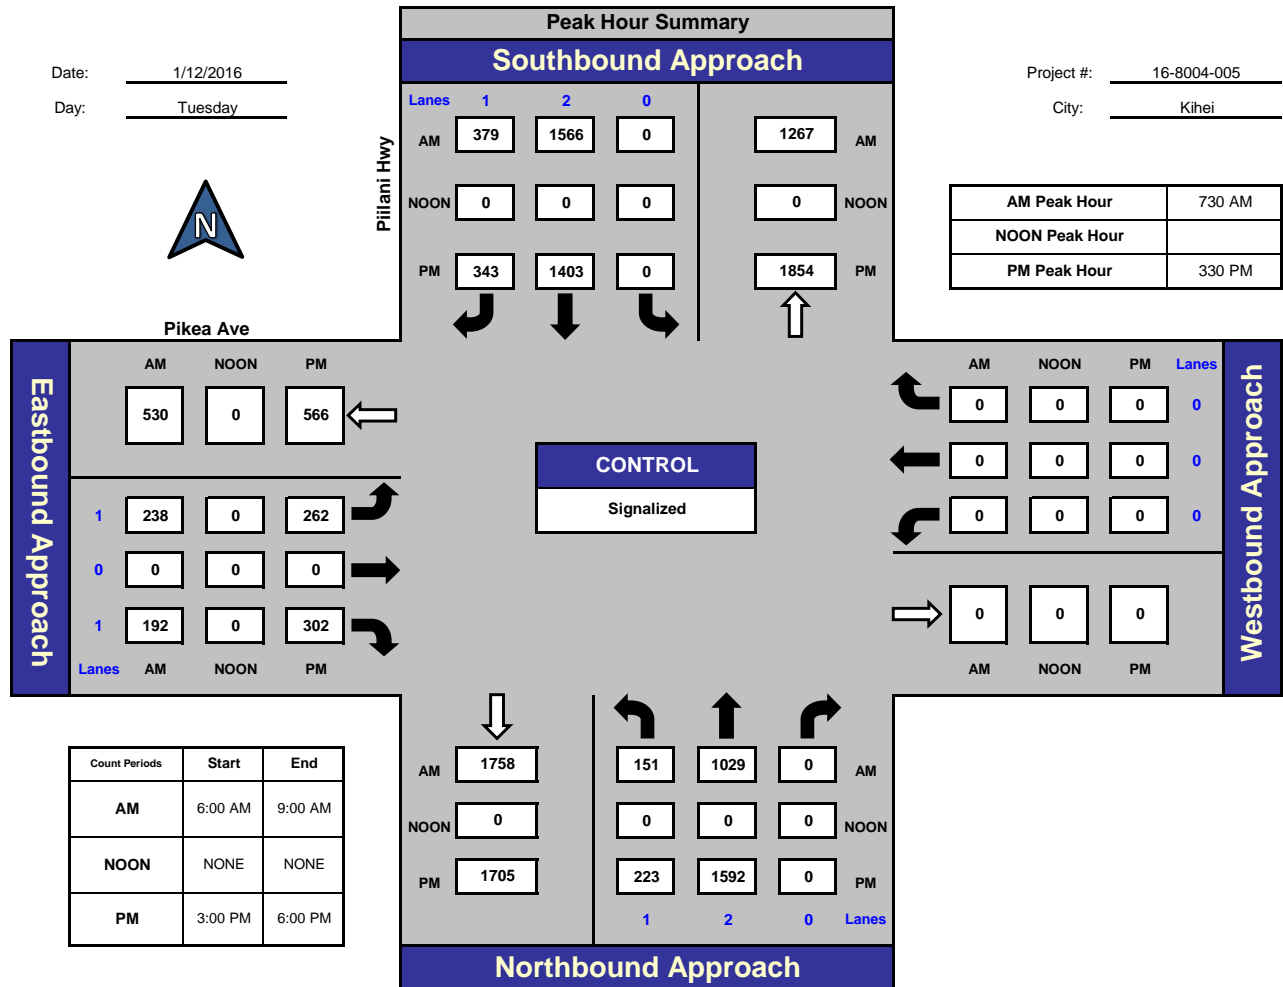 Peak Hour Summary
Southbound Approach
Date: 1/12/2016
Day: Tuesday
Project #: 16-8004-005
City: Kihei
N
Piilani Hwy
Lanes 1 2 0
AM 379 1566 0 1267 AM
NOON 0 0 0 0 NOON
PM 343 1403 0 1854 PM
AM Peak Hour 730 AM
NOON Peak Hour
PM Peak Hour 330 PM
Pikea Ave
Eastbound Approach
AM NOON PM
530 0 566
1 238 0 262
0 0 0 0
1 192 0 302
Lanes AM NOON PM
CONTROL
Signalized
AM NOON PM Lanes
0 0 0 0
0 0 0 0
0 0 0 0
0 0 0
AM NOON PM
Westbound Approach
Count Periods Start End
AM 6:00 AM 9:00 AM
NOON NONE NONE
PM 3:00 PM 6:00 PM
AM 1758 151 1029 0 AM
NOON 0 0 0 0 NOON
PM 1705 223 1592 0 PM
1 2 0 Lanes
Northbound Approach